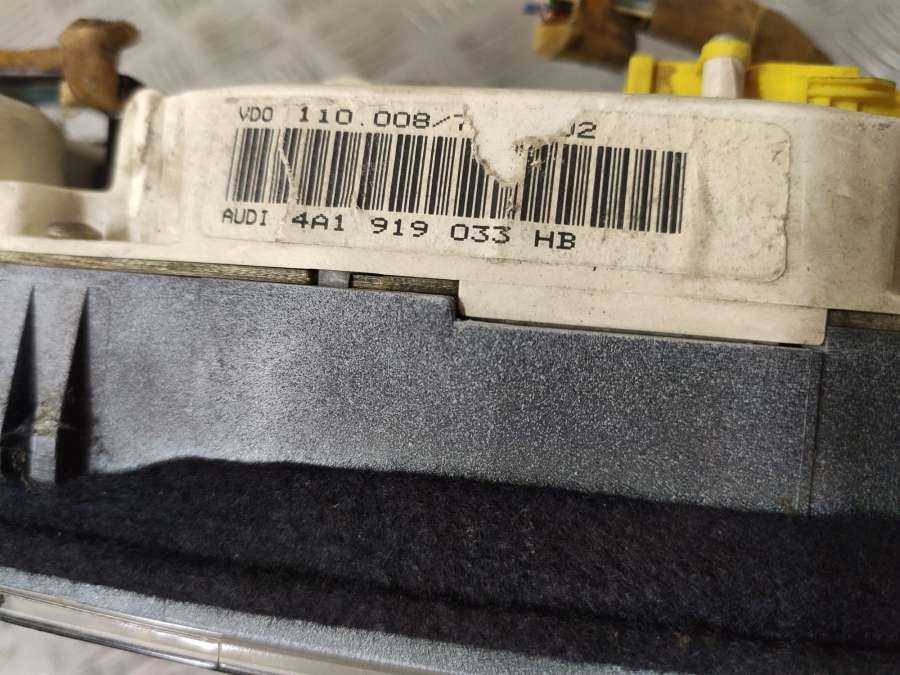 VDO 110.008/
AUDI 4A1 919 033 HB